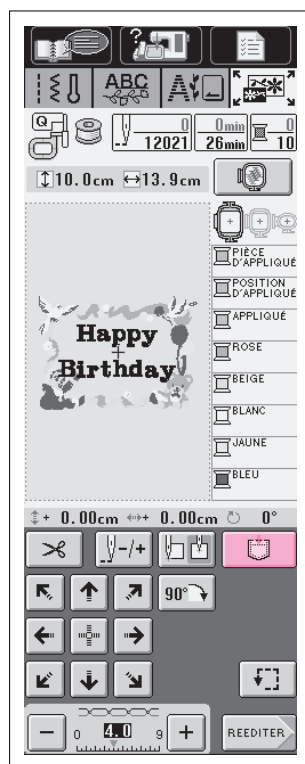 ABC
A
Q
0
12021
0min
26min
0
10
10.0cm
13.9cm
PIÈCE
D'APPLIQUÉ
POSITION
D'APPLIQUÉ
APPLIQUÉ
ROSE
BEIGE
BLANC
JAUNE
BLEU
Happy
Birthday
+ 0.00cm
+ 0.00cm
0°
-/+
90°
- 0 4.0 9 +
REEDITER